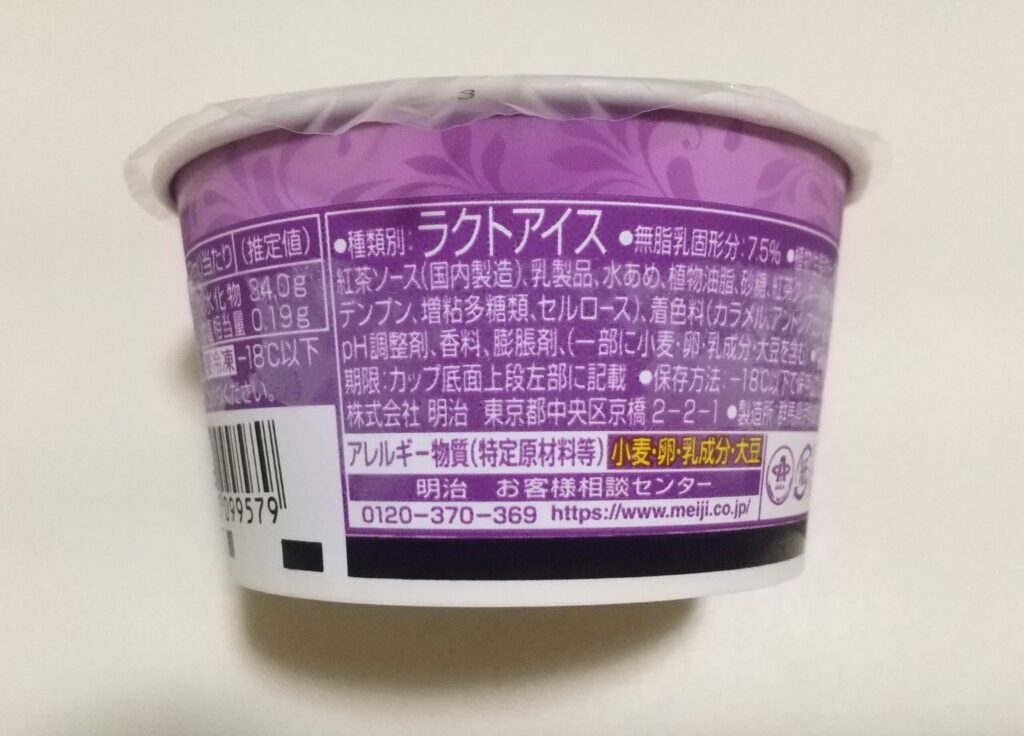 3
当たり(推定値)
水化物 34.0g
相当量 0.19g
冷凍 -18℃以下
ださい。
099579
●種類別:ラクトアイス ●無脂乳固形分:7.5% ●
紅茶ソース(国内製造)、乳製品、水あめ、植物油脂、砂糖、
デンプン、増粘多糖類、セルロース)、着色料(カラメル、
pH調整剤、香料、膨脹剤、(一部に小麦・卵・乳成分・大豆を含む)
期限:カップ底面上段左部に記載 ●保存方法:-18℃以下で保存
株式会社 明治 東京都中央区京橋2-2-1 ●製造所
アレルギー物質(特定原材料等) 小麦・卵・乳成分・大豆
明治 お客様相談センター
0120-370-369 https://www.meiji.co.jp/